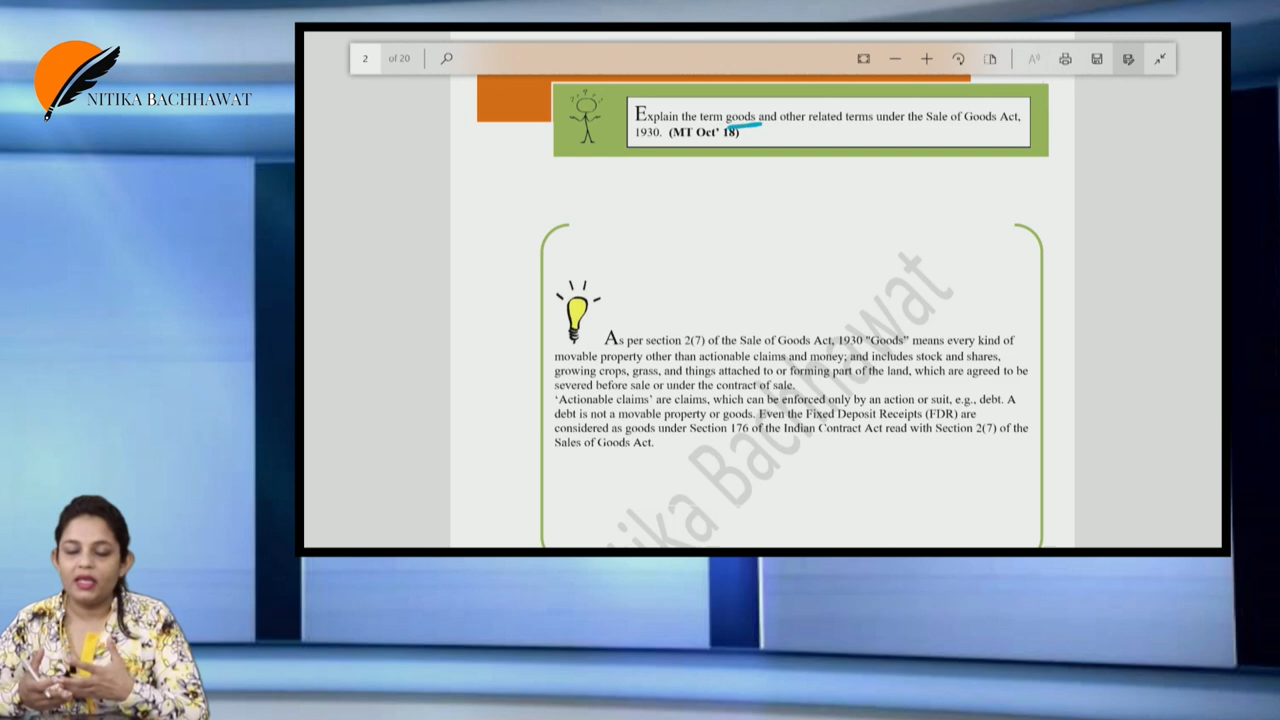 NITIKA BACHHAWAT
2 of 20
Explain the term goods and other related terms under the Sale of Goods Act,
1930. (MT Oct' 18)
As per section 2(7) of the Sale of Goods Act, 1930 "Goods" means every kind of
movable property other than actionable claims and money; and includes stock and shares,
growing crops, grass, and things attached to or forming part of the land, which are agreed to be
severed before sale or under the contract of sale.
'Actionable claims' are claims, which can be enforced only by an action or suit, e.g., debt. A
debt is not a movable property or goods. Even the Fixed Deposit Receipts (FDR) are
considered as goods under Section 176 of the Indian Contract Act read with Section 2(7) of the
Sales of Goods Act.
Bachhawat